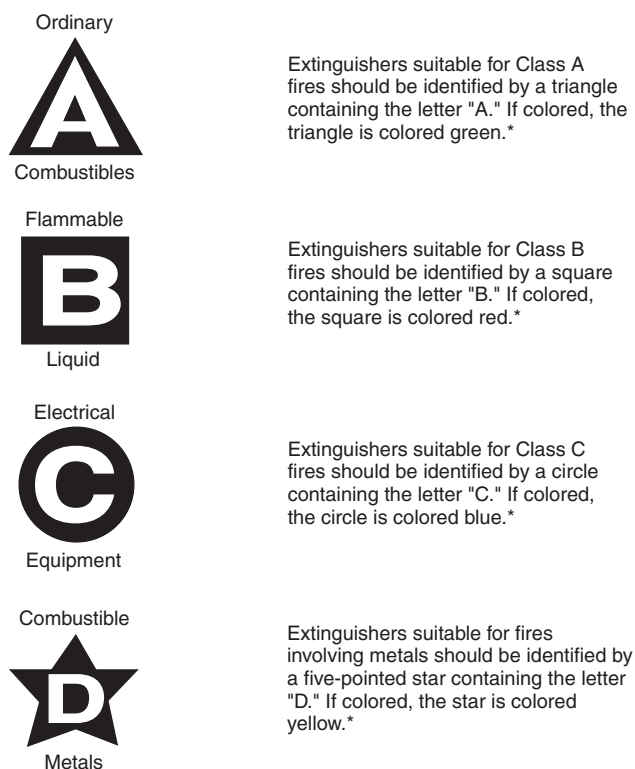 Ordinary
A
Combustibles
Extinguishers suitable for Class A
fires should be identified by a triangle
containing the letter "A." If colored, the
triangle is colored green.*
Flammable
B
Liquid
Extinguishers suitable for Class B
fires should be identified by a square
containing the letter "B." If colored,
the square is colored red.*
Electrical
C
Equipment
Extinguishers suitable for Class C
fires should be identified by a circle
containing the letter "C." If colored,
the circle is colored blue.*
Combustible
D
Metals
Extinguishers suitable for fires
involving metals should be identified by
a five-pointed star containing the letter
"D." If colored, the star is colored
yellow.*